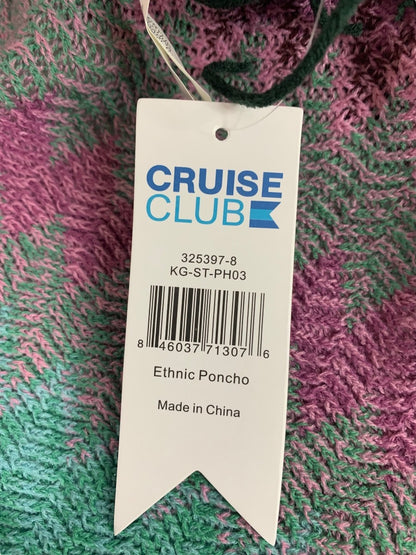 CRUISE
CLUB
325397-8
KG-ST-PH03
8 46037 71307 6
Ethnic Poncho
Made in China